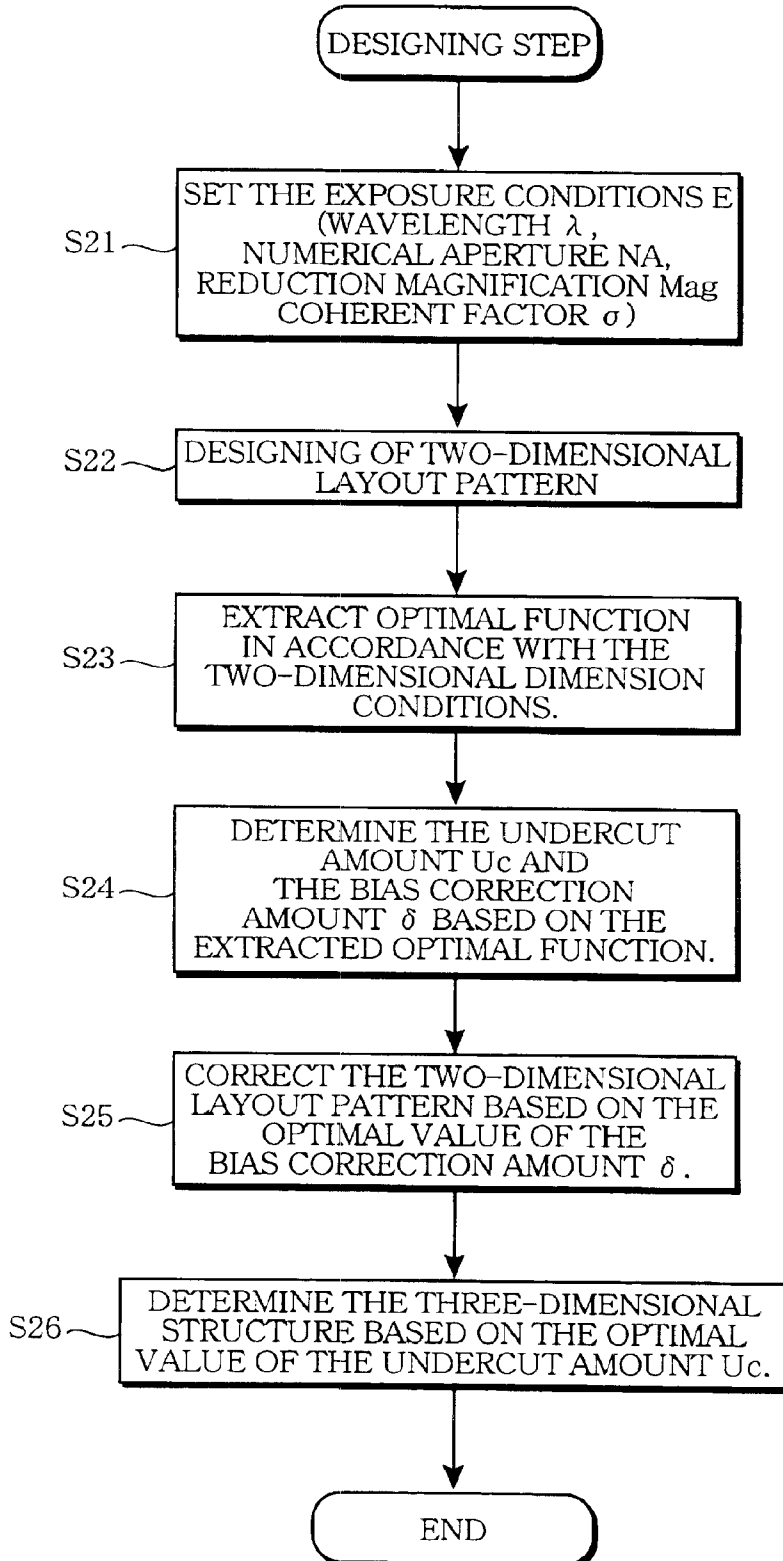 DESIGNING STEP
S21
SET THE EXPOSURE CONDITIONS E
(WAVELENGTH λ,
NUMERICAL APERTURE NA,
REDUCTION MAGNIFICATION Mag
COHERENT FACTOR σ)
S22
DESIGNING OF TWO-DIMENSIONAL
LAYOUT PATTERN
S23
EXTRACT OPTIMAL FUNCTION
IN ACCORDANCE WITH THE
TWO-DIMENSIONAL DIMENSION
CONDITIONS.
S24
DETERMINE THE UNDERCUT
AMOUNT Uc AND
THE BIAS CORRECTION
AMOUNT δ BASED ON THE
EXTRACTED OPTIMAL FUNCTION.
S25
CORRECT THE TWO-DIMENSIONAL
LAYOUT PATTERN BASED ON THE
OPTIMAL VALUE OF THE
BIAS CORRECTION AMOUNT δ.
S26
DETERMINE THE THREE-DIMENSIONAL
STRUCTURE BASED ON THE OPTIMAL
VALUE OF THE UNDERCUT AMOUNT Uc.
END